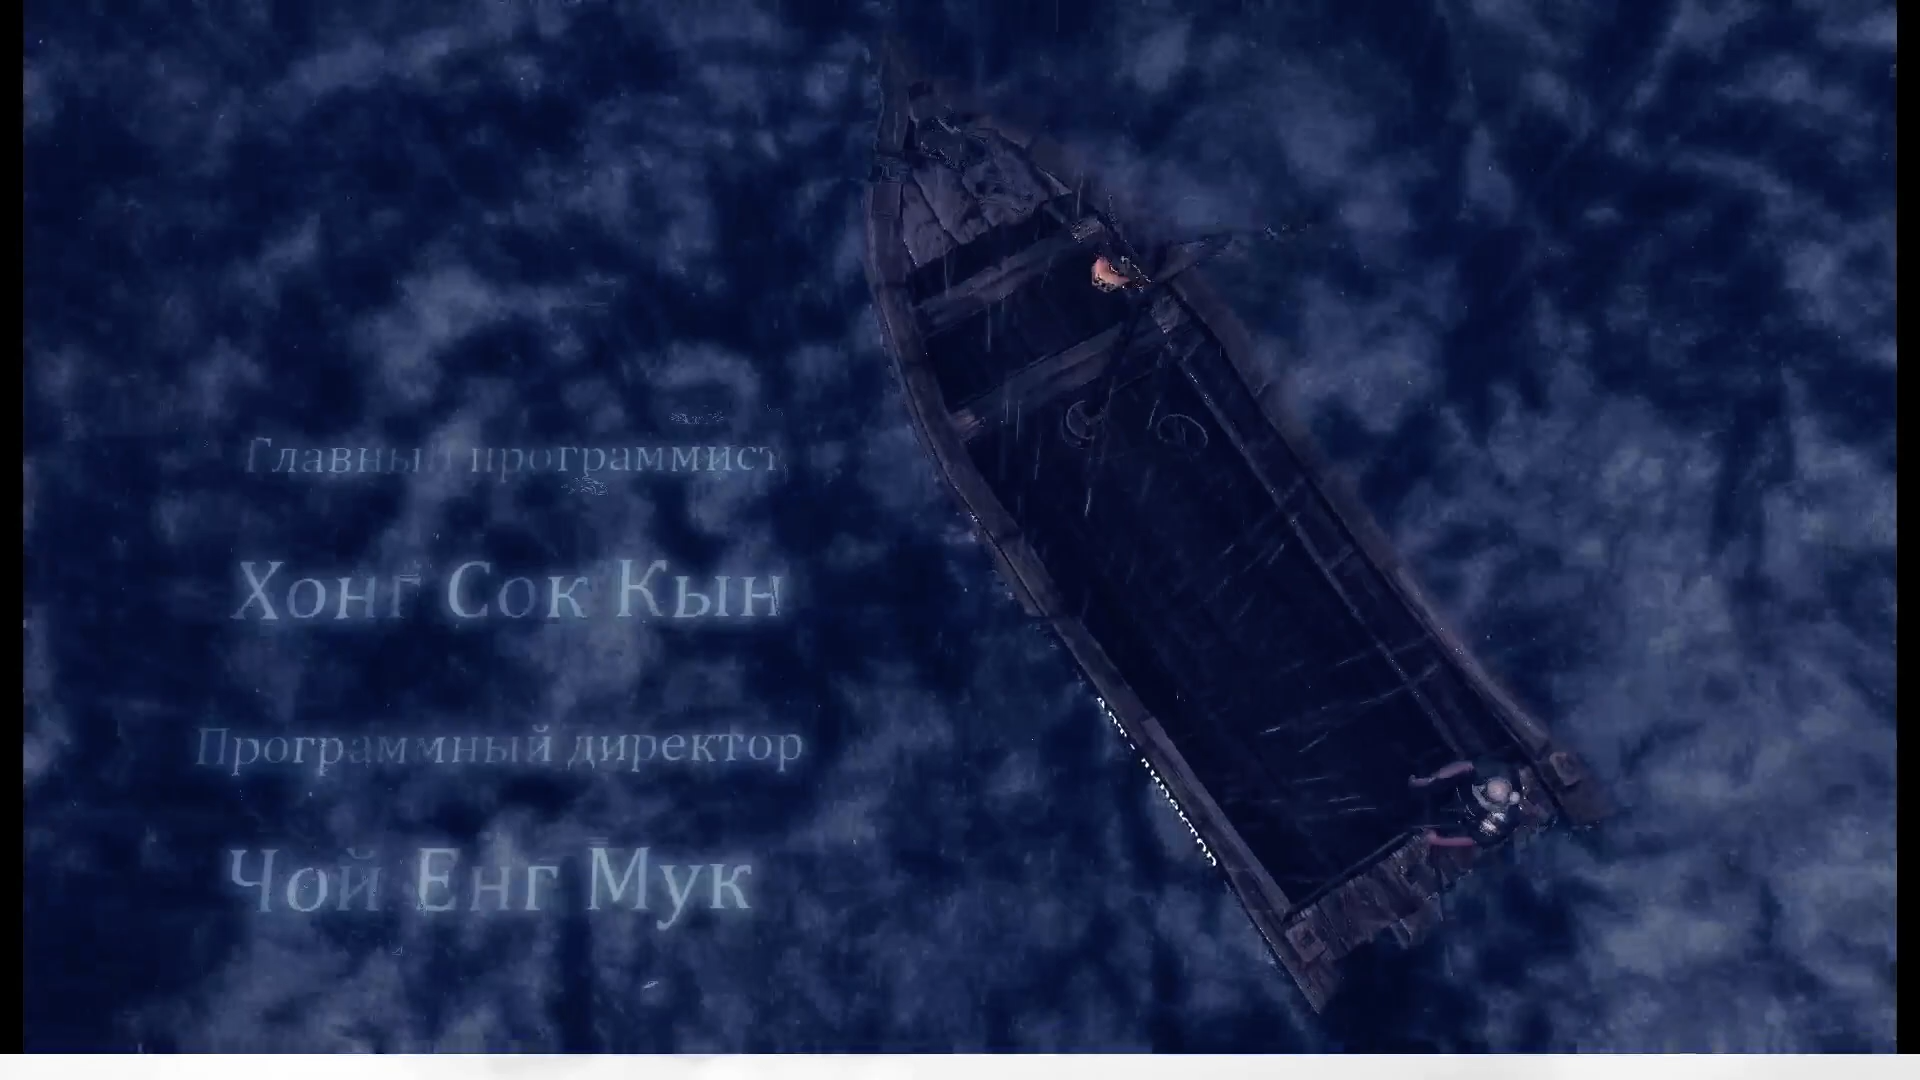 Главный программист
Хонг Сок Кын
Программный директор
Чой Енг Мук